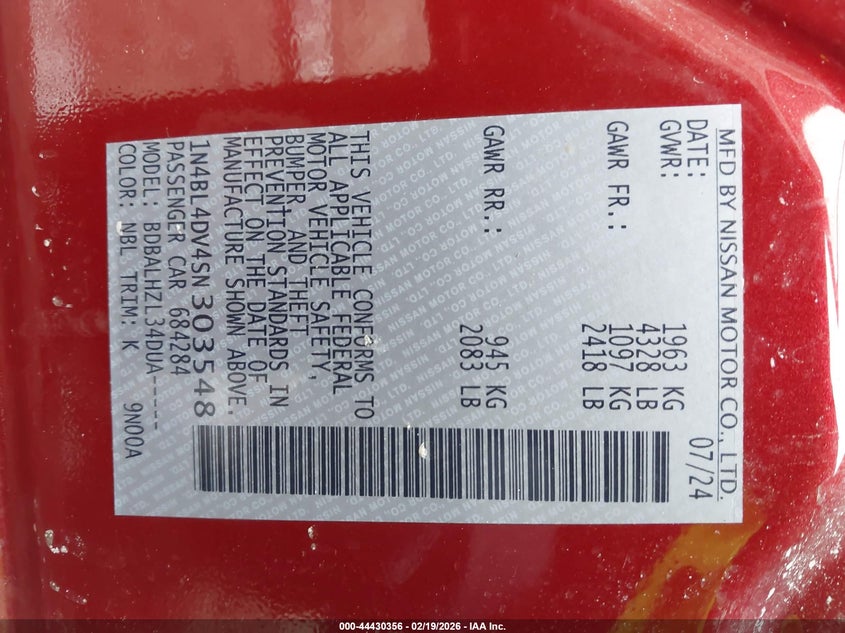 MFD BY NISSAN MOTOR CO., LTD.
DATE: 07/24
GVWR: 1963 KG
4328 LB
GAWR FR.: 1097 KG
2418 LB
GAWR RR.: 945 KG
2083 LB
THIS VEHICLE CONFORMS TO
ALL APPLICABLE FEDERAL
MOTOR VEHICLE SAFETY,
BUMPER AND THEFT
PREVENTION STANDARDS IN
EFFECT ON THE DATE OF
MANUFACTURE SHOWN ABOVE.
1N4BL4DV4SN303548
PASSENGER CAR 684284
MODEL: BDBALHZL34DUA-----
COLOR: NBL TRIM: K 9N00A
000-44430356 - 02/19/2026 - IAA Inc.